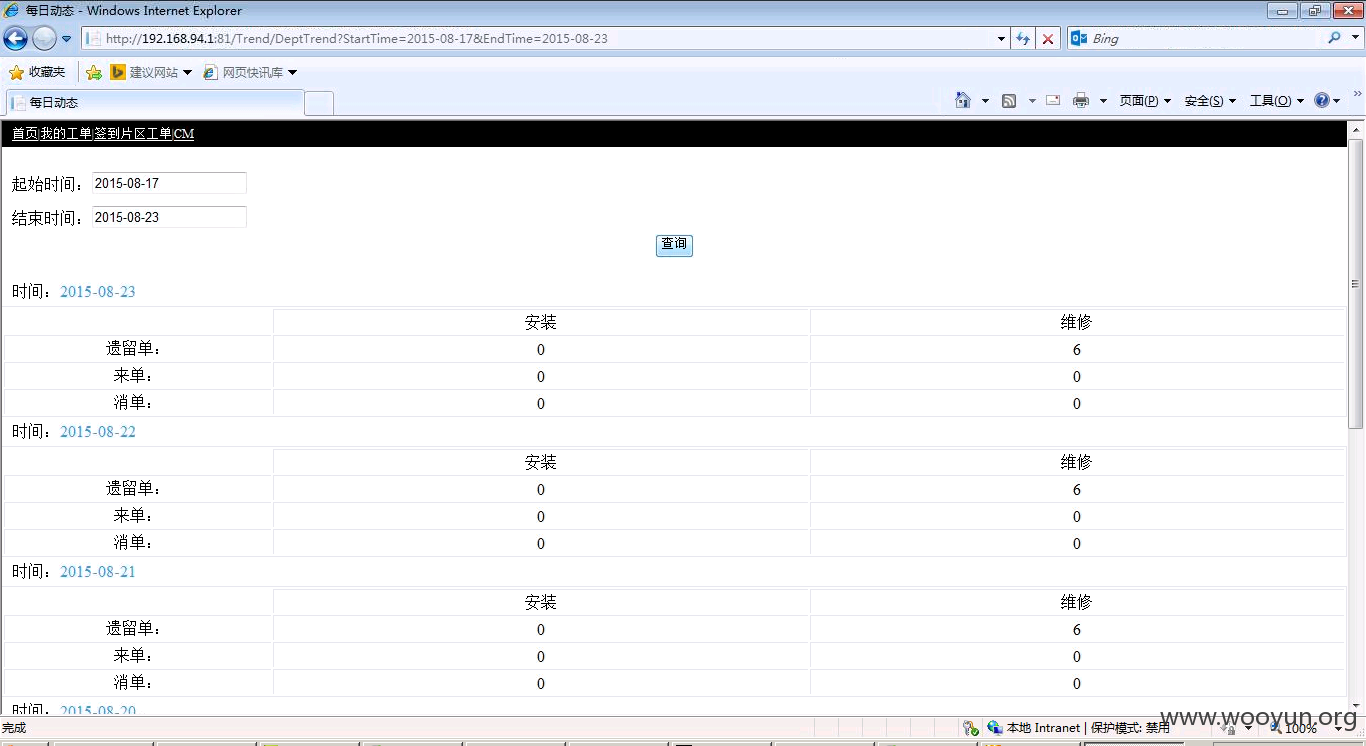 每日动态 - Windows Internet Explorer
http://192.168.94.1:81/Trend/DeptTrend?StartTime=2015-08-17&EndTime=2015-08-23
Bing
收藏夹 建议网站 网页快讯库
每日动态 页面(P) 安全(S) 工具(O)
首页|我的工单|签到片区工单|CM
起始时间： 2015-08-17
结束时间： 2015-08-23
查询
时间：2015-08-23
安装 维修
遗留单： 0 6
来单： 0 0
消单： 0 0
时间：2015-08-22
安装 维修
遗留单： 0 6
来单： 0 0
消单： 0 0
时间：2015-08-21
安装 维修
遗留单： 0 6
来单： 0 0
消单： 0 0
时间：2015-08-20
完成 本地 Intranet | 保护模式: 禁用 100%
www.wooyun.org